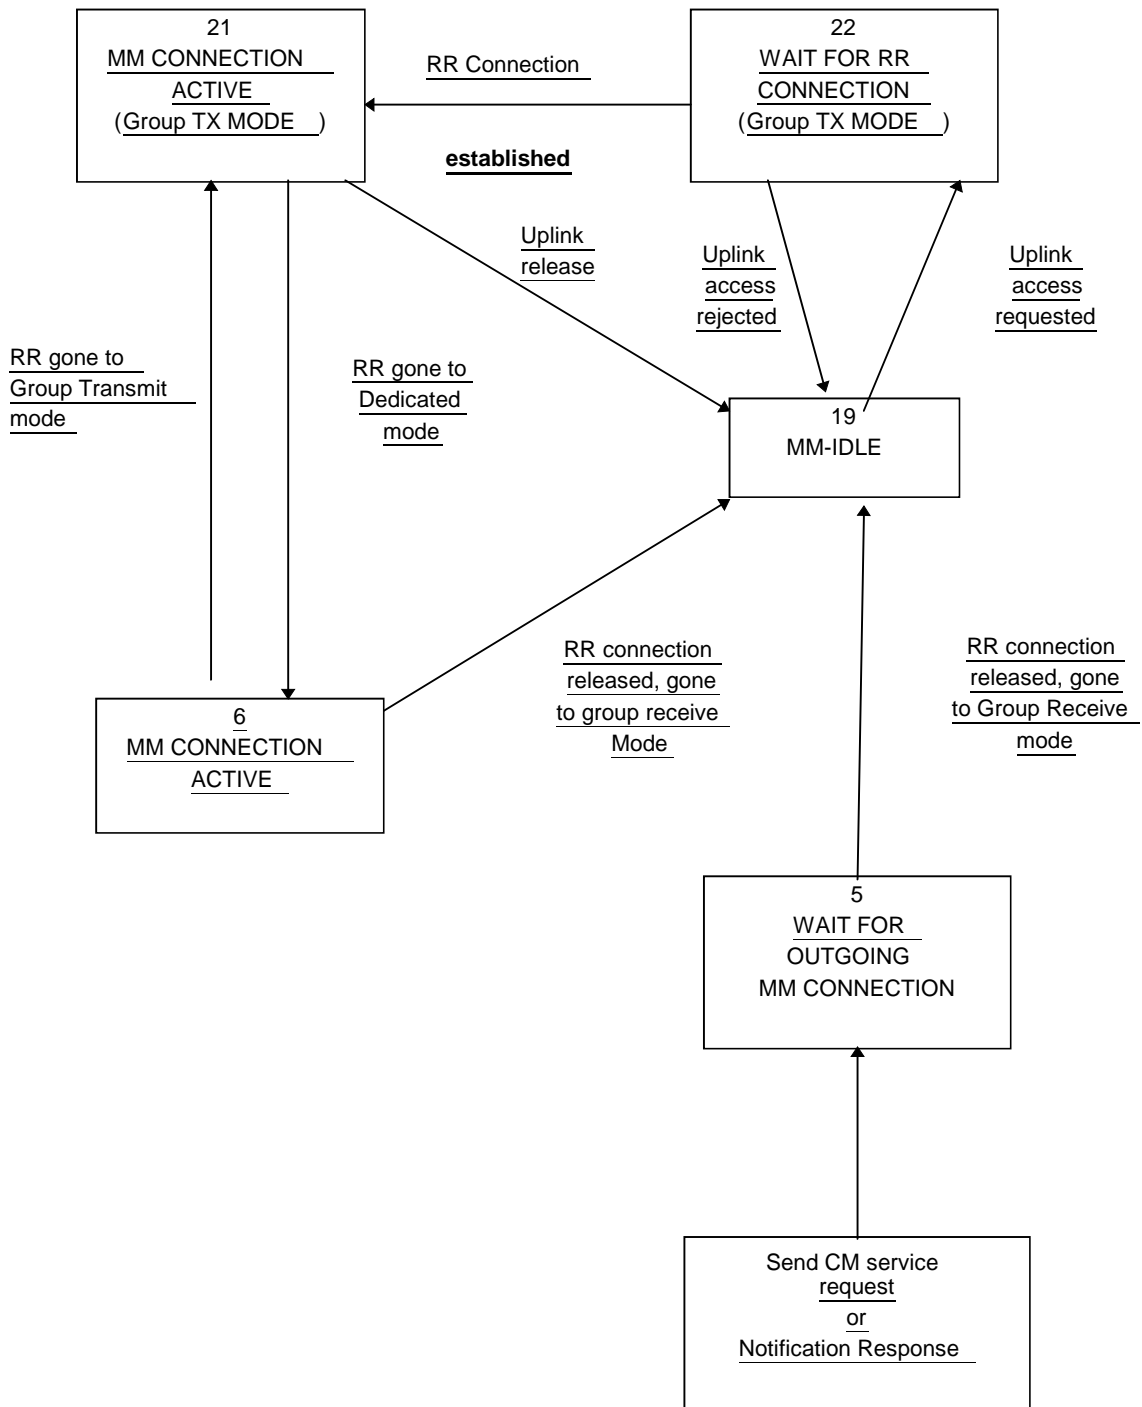 21
MM CONNECTION
ACTIVE
(Group TX MODE )
RR Connection
established
22
WAIT FOR RR
CONNECTION
(Group TX MODE )
Uplink
release
Uplink
access
rejected
Uplink
access
requested
RR gone to
Group Transmit
mode
RR gone to
Dedicated
mode
19
MM-IDLE
RR connection
released, gone
to group receive
Mode
RR connection
released, gone
to Group Receive
mode
6
MM CONNECTION
ACTIVE
5
WAIT FOR
OUTGOING
MM CONNECTION
Send CM service
request
or
Notification Response